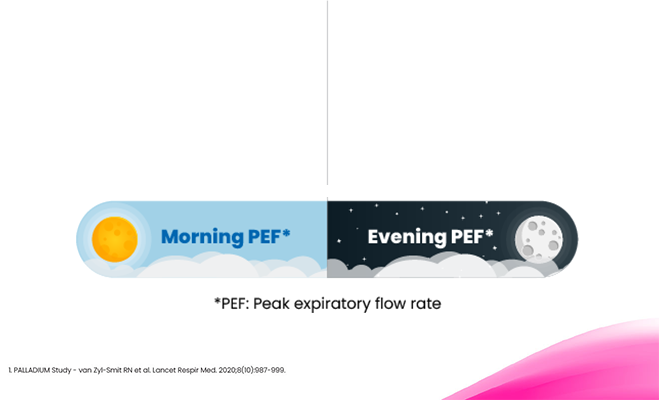 Morning PEF*
Evening PEF*
*PEF: Peak expiratory flow rate
1. PALLADIUM Study - van Zyl-Smit RN et al. Lancet Respir Med. 2020;8(10):987-999.